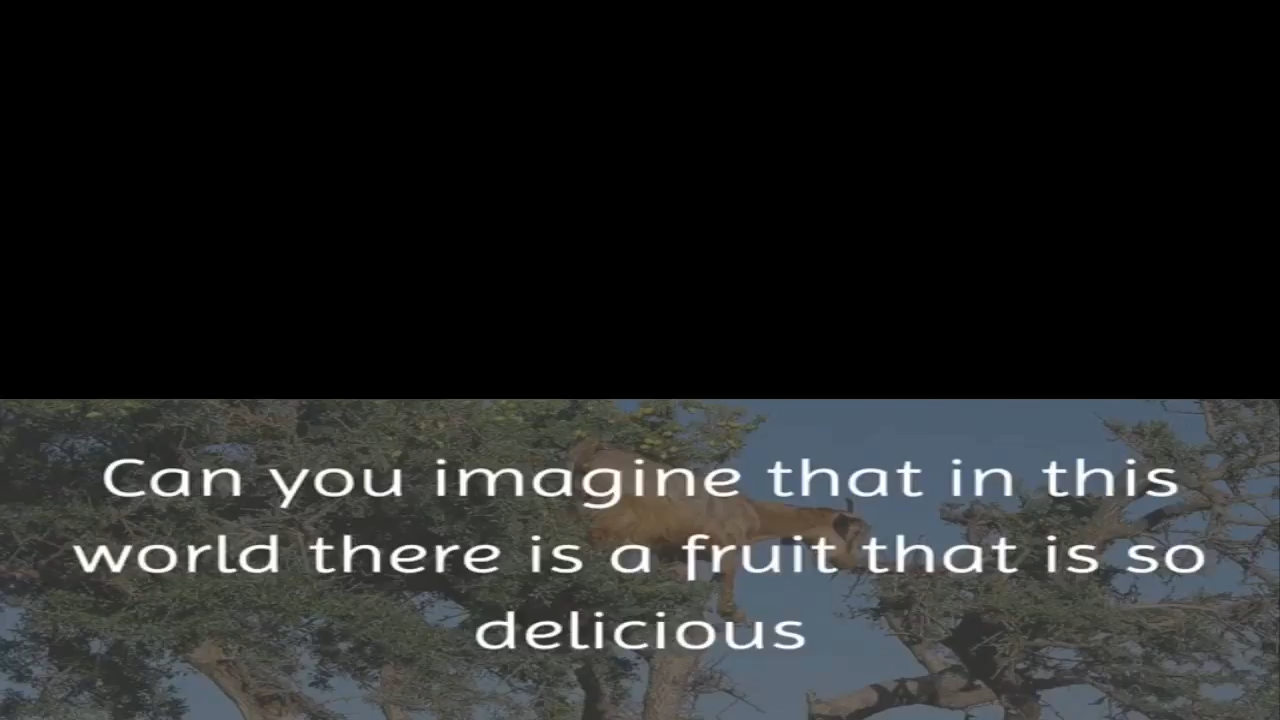 Can you imagine that in this
world there is a fruit that is so
delicious